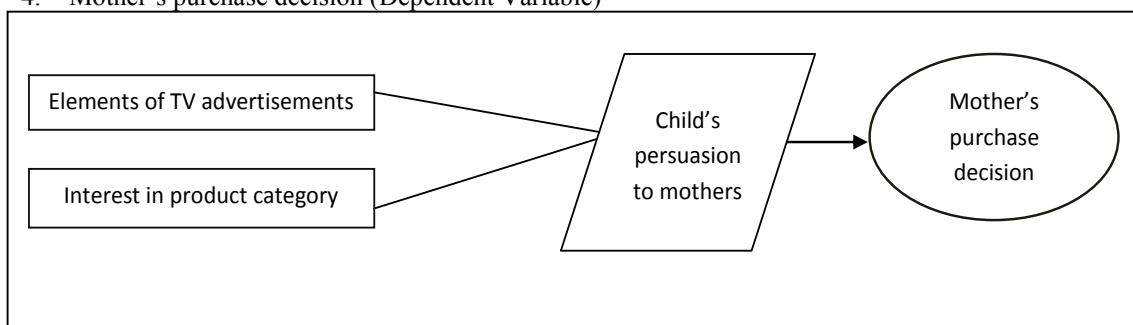 4. Mother's purchase decision (Dependent Variable)
Elements of TV advertisements
Interest in product category
Child's
persuasion
to mothers
Mother's
purchase
decision